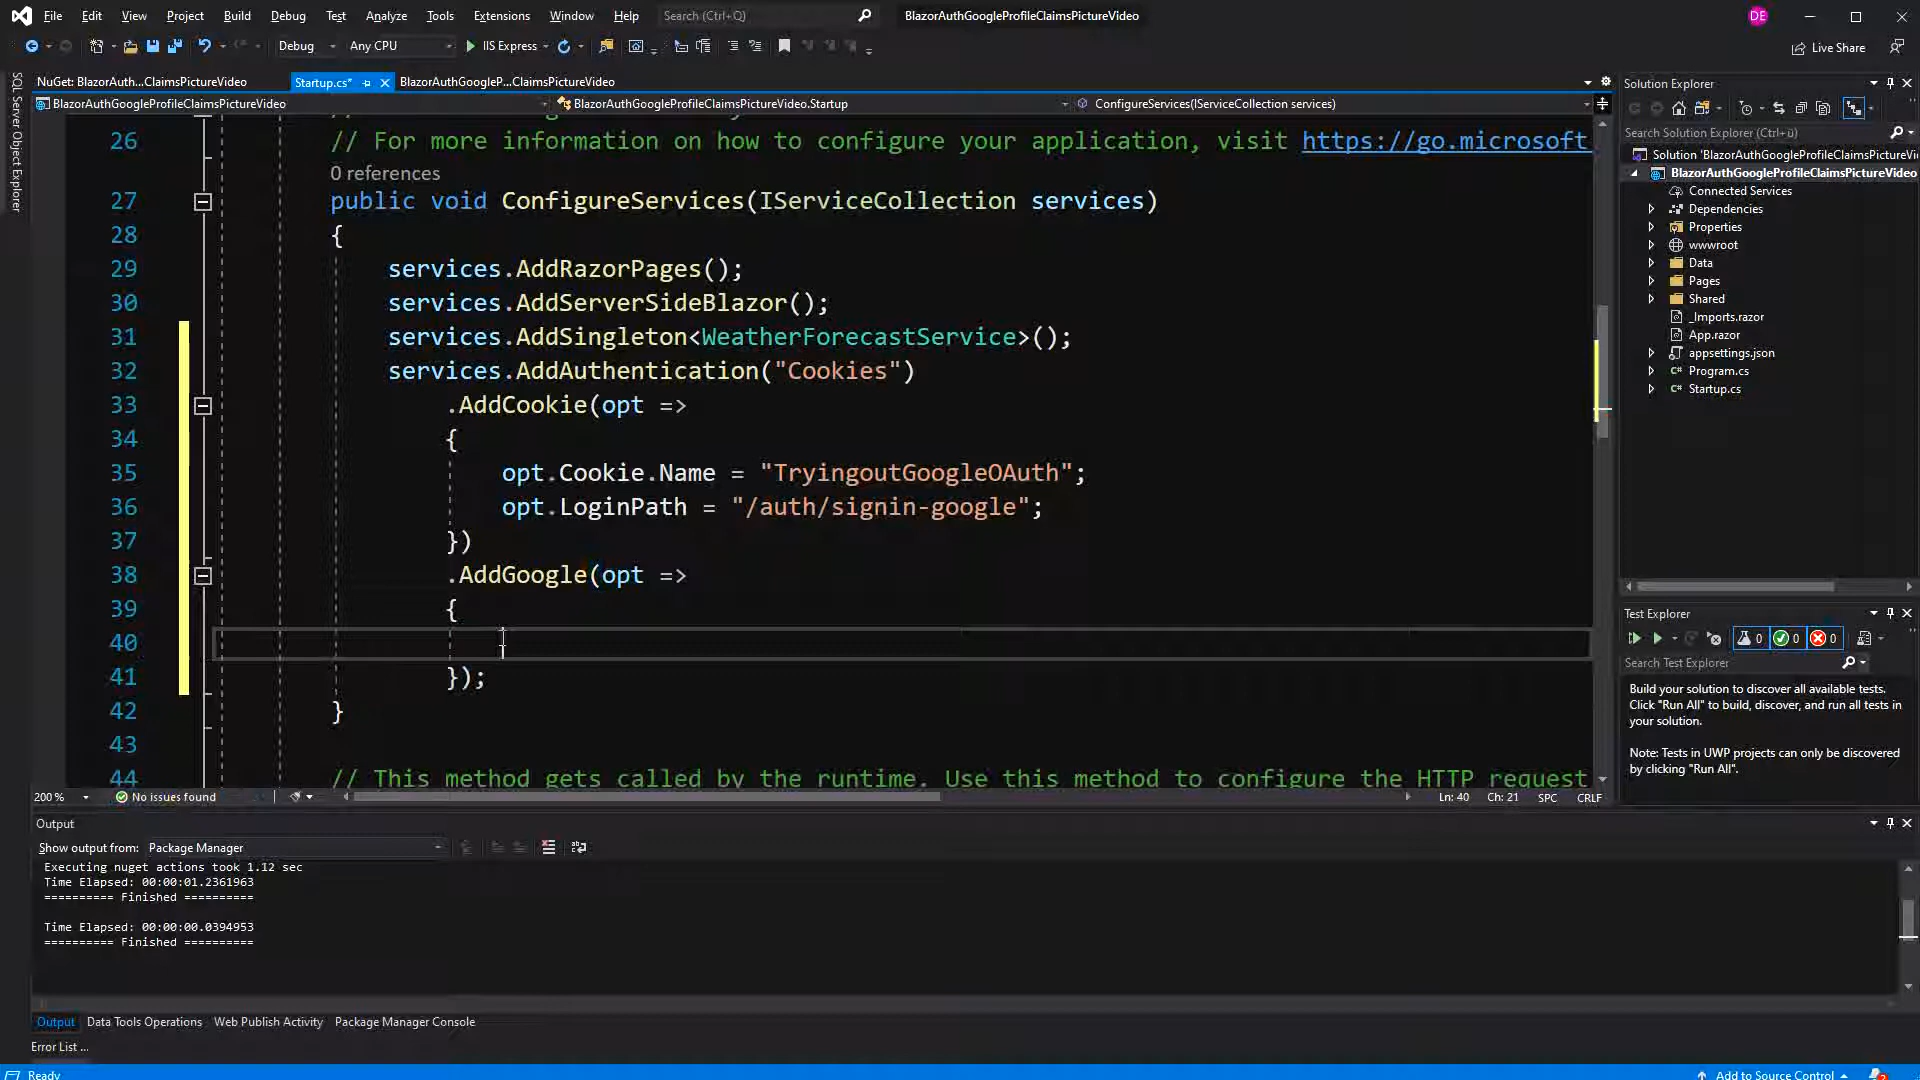 File Edit View Project Build Debug Test Analyze Tools Extensions Window Help Search (Ctrl+Q) BlazorAuthGoogleProfileClaimsPictureVideo DE
Debug Any CPU IIS Express Live Share
SQL Server Object Explorer
NuGet: BlazorAuth...ClaimsPictureVideo Startup.cs* BlazorAuthGoogleP...ClaimsPictureVideo
BlazorAuthGoogleProfileClaimsPictureVideo BlazorAuthGoogleProfileClaimsPictureVideo.Startup ConfigureServices(IServiceCollection services)
26 // For more information on how to configure your application, visit https://go.microsoft.
0 references
27 public void ConfigureServices(IServiceCollection services)
28 {
29 services.AddRazorPages();
30 services.AddServerSideBlazor();
31 services.AddSingleton<WeatherForecastService>();
32 services.AddAuthentication("Cookies")
33 .AddCookie(opt =>
34 {
35 opt.Cookie.Name = "TryingoutGoogleOAuth";
36 opt.LoginPath = "/auth/signin-google";
37 })
38 .AddGoogle(opt =>
39 {
40
41 });
42 }
43
44 // This method gets called by the runtime. Use this method to configure the HTTP request
200 % No issues found Ln: 40 Ch: 21 SPC CRLF
Output
Show output from: Package Manager
Executing nuget actions took 1.12 sec
Time Elapsed: 00:00:01.2361963
========== Finished ==========
Time Elapsed: 00:00:00.0394953
========== Finished ==========
Output Data Tools Operations Web Publish Activity Package Manager Console
Error List ...
Ready Add to Source Control 2
Solution Explorer
Search Solution Explorer (Ctrl+ü)
Solution 'BlazorAuthGoogleProfileClaimsPictureVi
BlazorAuthGoogleProfileClaimsPictureVideo
Connected Services
Dependencies
Properties
wwwroot
Data
Pages
Shared
_Imports.razor
App.razor
appsettings.json
C# Program.cs
C# Startup.cs
Test Explorer
0 0 0
Search Test Explorer
Build your solution to discover all available tests.
Click "Run All" to build, discover, and run all tests in
your solution.
Note: Tests in UWP projects can only be discovered
by clicking "Run All".